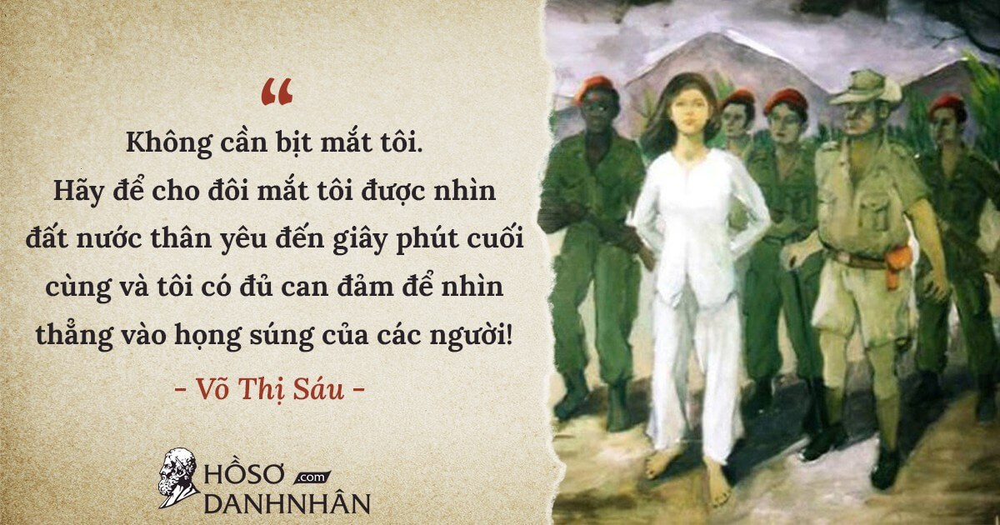 “
Không cần bịt mắt tôi.
Hãy để cho đôi mắt tôi được nhìn
đất nước thân yêu đến giây phút cuối
cùng và tôi có đủ can đảm để nhìn
thẳng vào họng súng của các người!
- Võ Thị Sáu -
HỒSƠ .com
DANHNHÂN